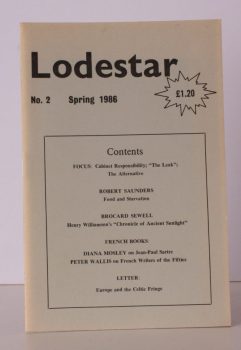 Lodestar
No. 2 Spring 1986
£1.20
Contents
FOCUS: Cabinet Responsibility; "The Leak";
The Alternative
ROBERT SAUNDERS
Food and Starvation
BROCARD SEWELL
Henry Williamson's "Chronicle of Ancient Sunlight"
FRENCH BOOKS:
DIANA MOSLEY on Jean-Paul Sartre
PETER WALLIS on French Writers of the Fifties
LETTER:
Europe and the Celtic Fringe